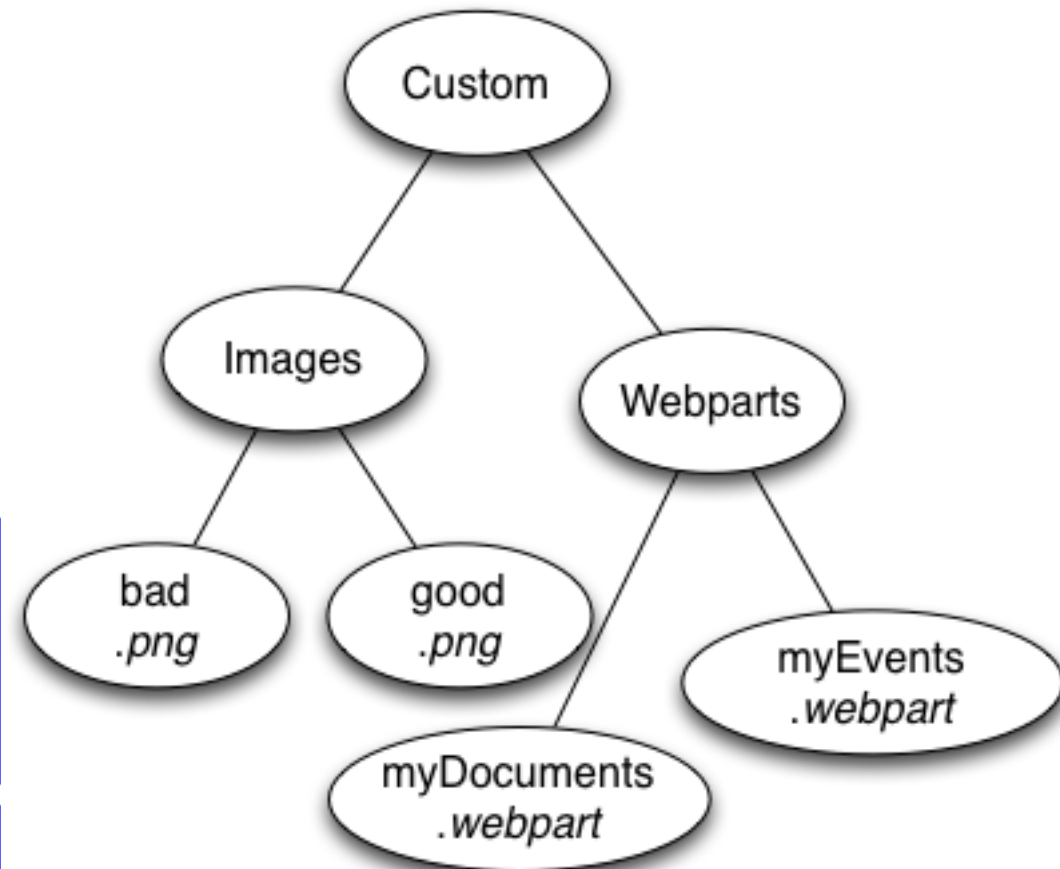 Custom
Images
Webparts
bad
.png
good
.png
myEvents
.webpart
myDocuments
.webpart